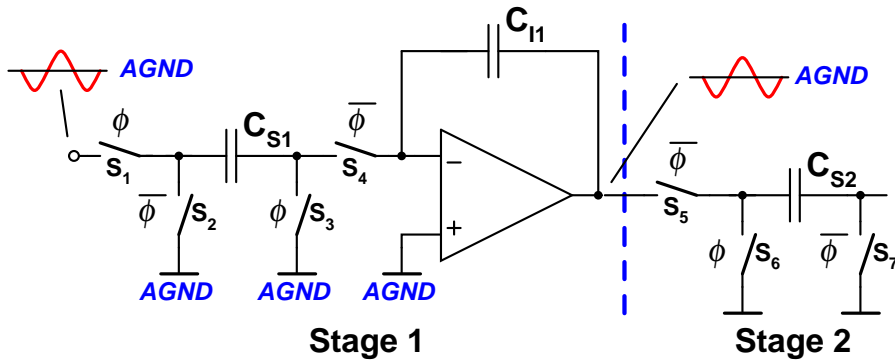 C_I1
AGND
AGND
ϕ
C_S1
ϕ̅
S_1
S_4
−
ϕ̅
S_2
ϕ
S_3
+
ϕ̅
C_S2
S_5
ϕ
S_6
ϕ̅
S_7
AGND
AGND
AGND
Stage 1
Stage 2